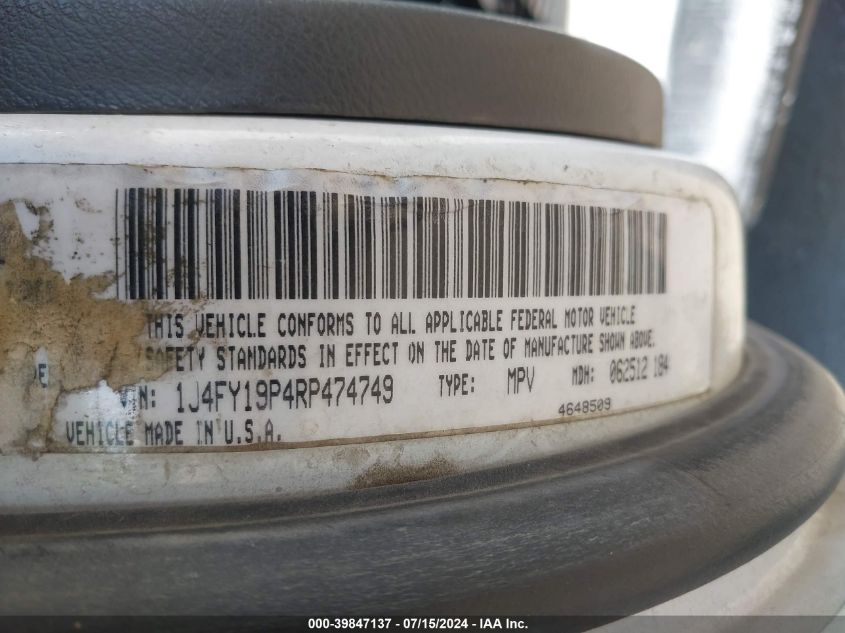 THIS VEHICLE CONFORMS TO ALL APPLICABLE FEDERAL MOTOR VEHICLE
SAFETY STANDARDS IN EFFECT ON THE DATE OF MANUFACTURE SHOWN ABOVE.
VIN: 1J4FY19P4RP474749 TYPE: MPV MDH: 062512 184
4648509
VEHICLE MADE IN U.S.A.
000-39847137 - 07/15/2024 - IAA Inc.